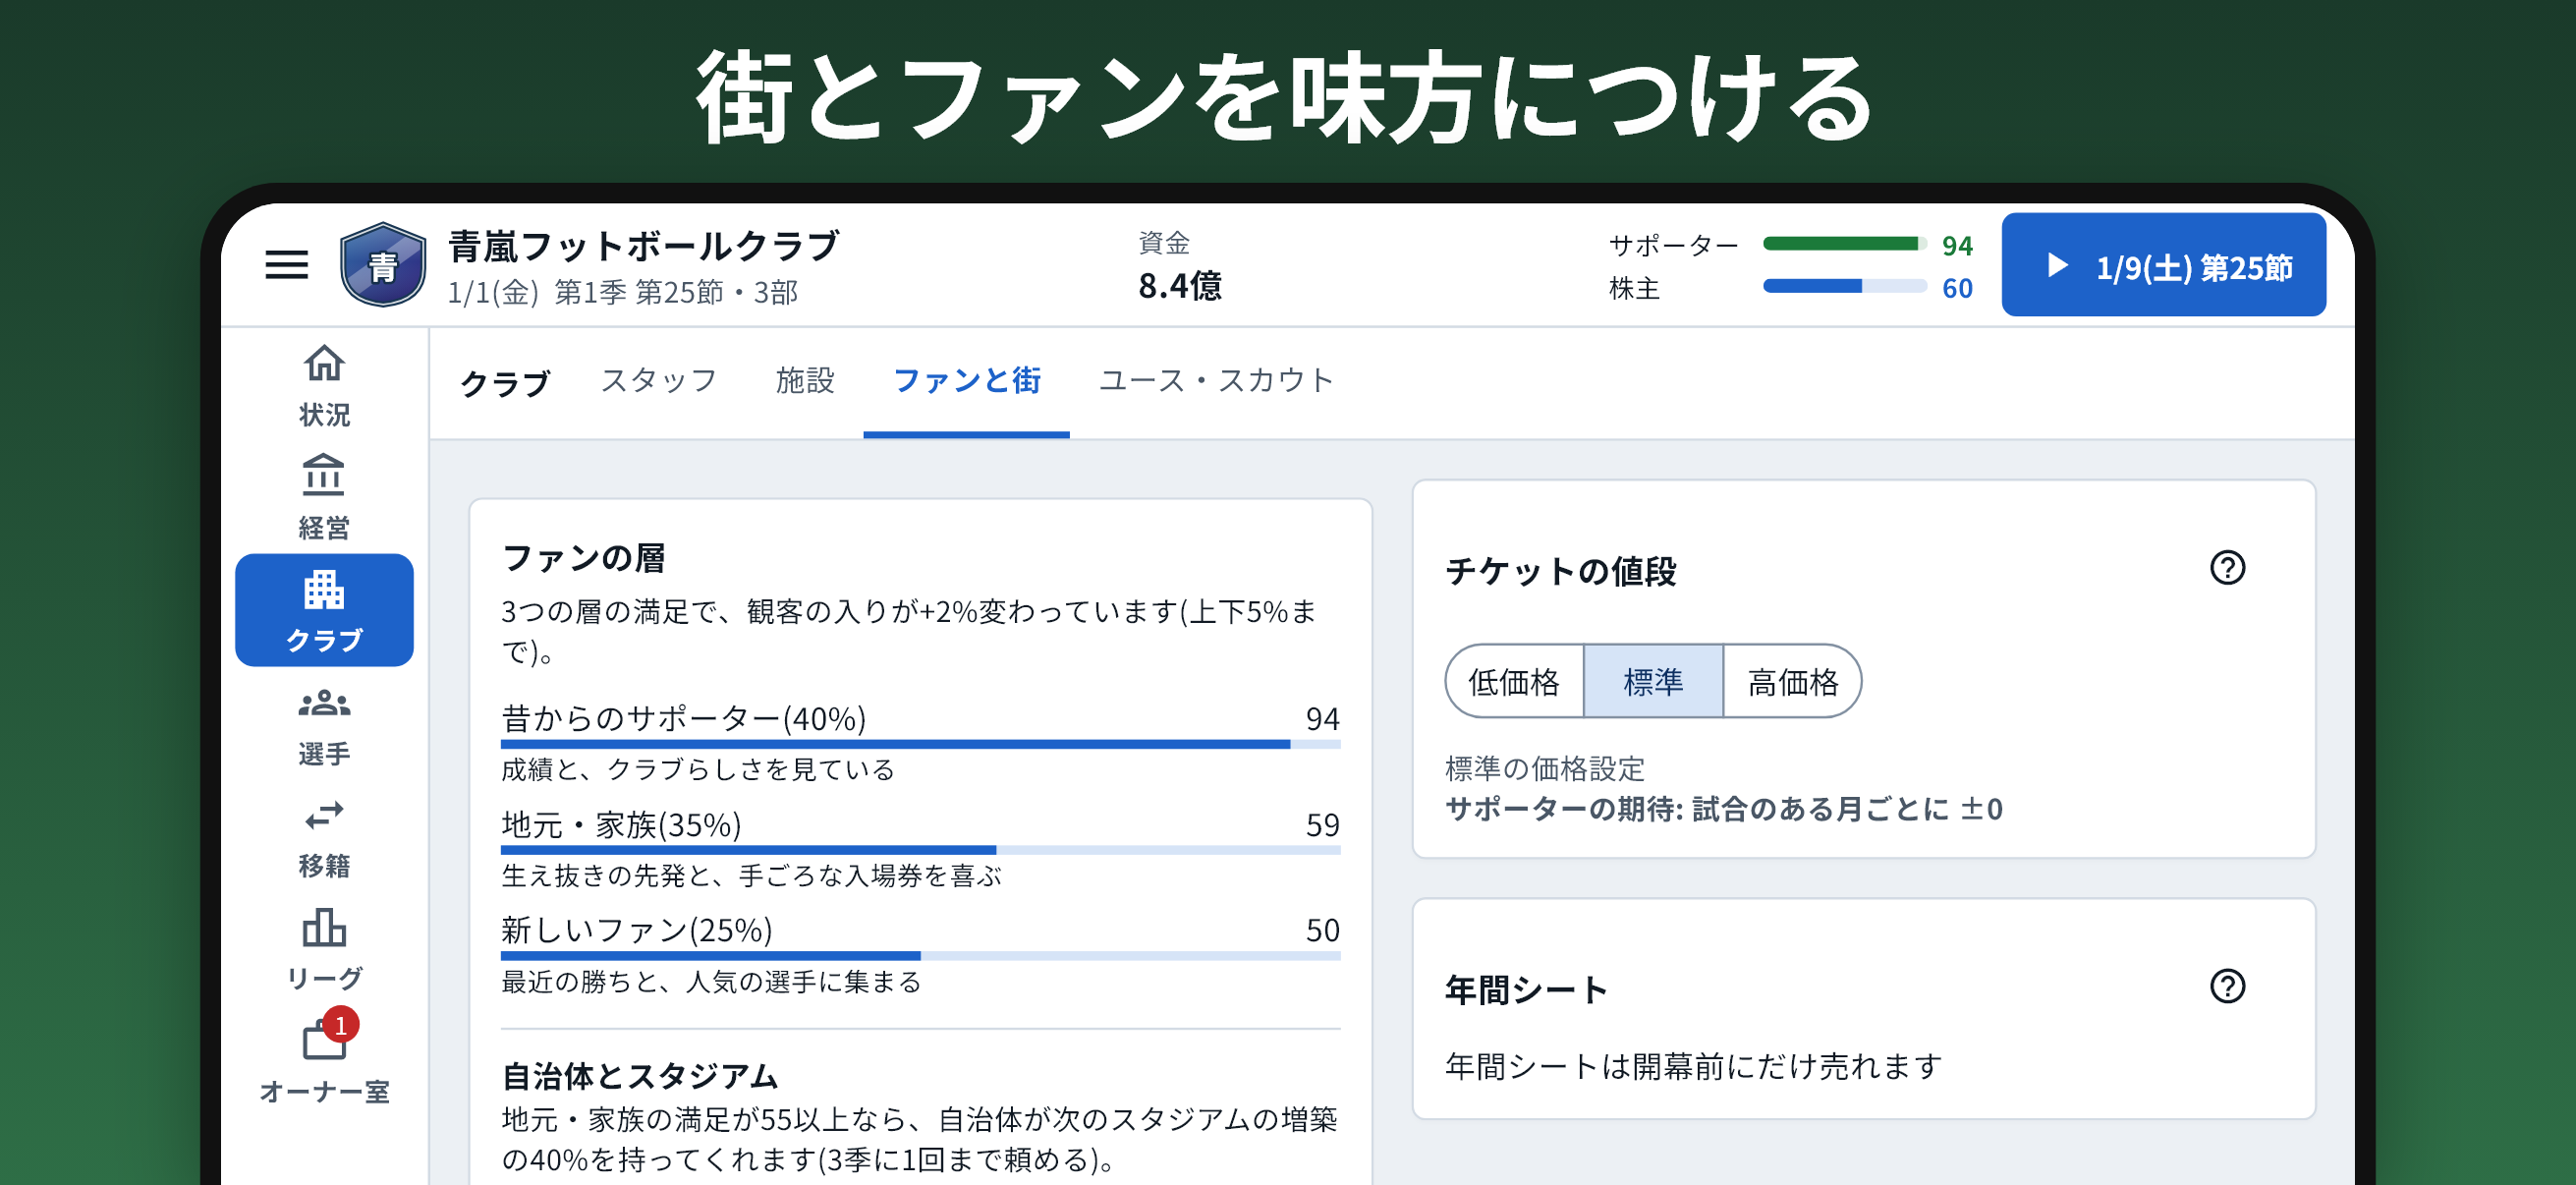 街とファンを味方につける
青
青嵐フットボールクラブ
1/1(金) 第1季 第25節・3部
資金
8.4億
サポーター 94
株主 60
1/9(土) 第25節
状況
経営
クラブ
選手
移籍
リーグ
1
オーナー室
クラブ スタッフ 施設 ファンと街 ユース・スカウト
ファンの層
3つの層の満足で、観客の入りが+2%変わっています(上下5%ま
で)。
昔からのサポーター(40%) 94
成績と、クラブらしさを見ている
地元・家族(35%) 59
生え抜きの先発と、手ごろな入場券を喜ぶ
新しいファン(25%) 50
最近の勝ちと、人気の選手に集まる
自治体とスタジアム
地元・家族の満足が55以上なら、自治体が次のスタジアムの増築
の40%を持ってくれます(3季に1回まで頼める)。
チケットの値段
低価格 標準 高価格
標準の価格設定
サポーターの期待: 試合のある月ごとに ±0
年間シート
年間シートは開幕前にだけ売れます